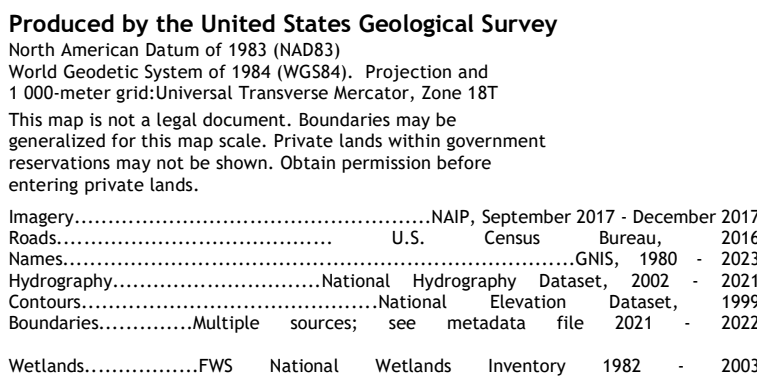 Produced by the United States Geological Survey
North American Datum of 1983 (NAD83)
World Geodetic System of 1984 (WGS84). Projection and
1 000-meter grid:Universal Transverse Mercator, Zone 18T
This map is not a legal document. Boundaries may be
generalized for this map scale. Private lands within government
reservations may not be shown. Obtain permission before
entering private lands.
Imagery.....................................................NAIP, September 2017 - December 2017
Roads......................................... U.S. Census Bureau, 2016
Names............................................................................GNIS, 1980 - 2023
Hydrography...............................National Hydrography Dataset, 2002 - 2021
Contours............................................National Elevation Dataset, 1999
Boundaries..............Multiple sources; see metadata file 2021 - 2022
Wetlands.................FWS National Wetlands Inventory 1982 - 2003